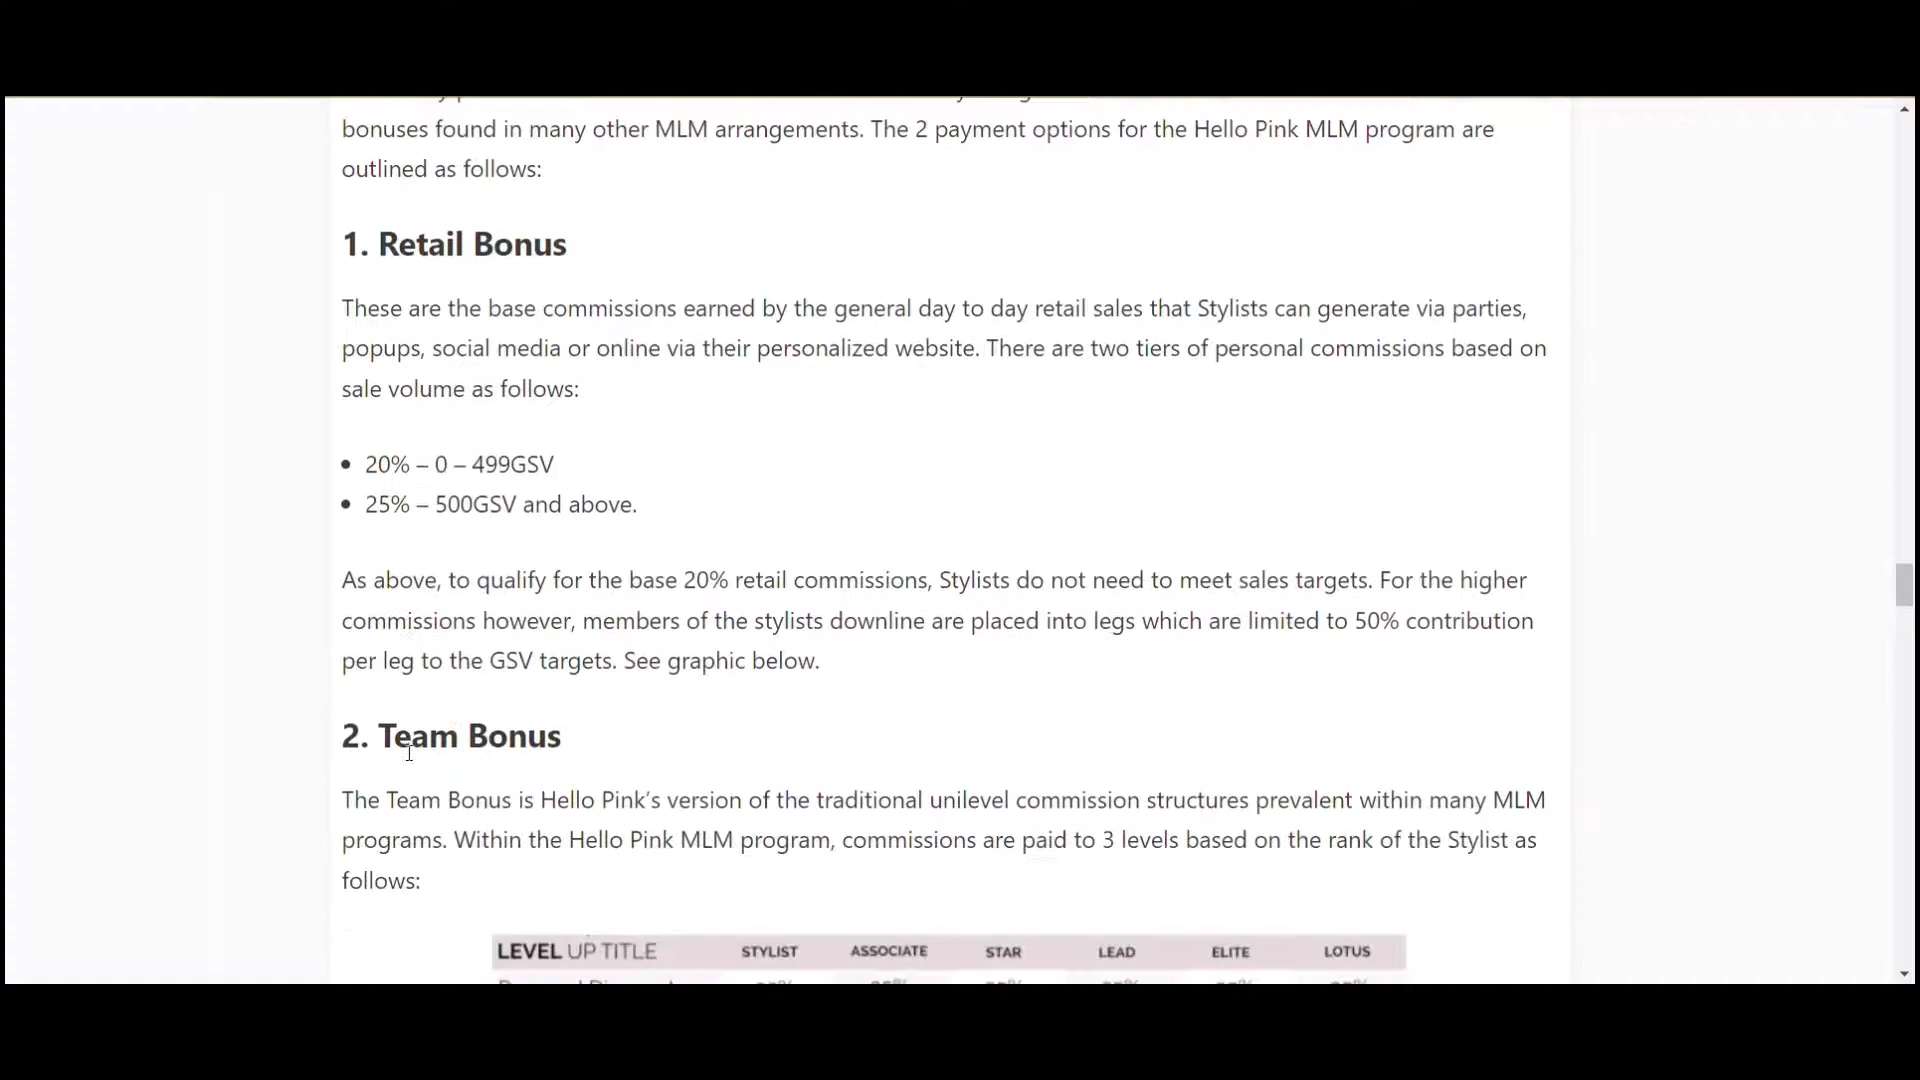 bonuses found in many other MLM arrangements. The 2 payment options for the Hello Pink MLM program are
outlined as follows:
1. Retail Bonus
These are the base commissions earned by the general day to day retail sales that Stylists can generate via parties,
popups, social media or online via their personalized website. There are two tiers of personal commissions based on
sale volume as follows:
• 20% – 0 – 499GSV
• 25% – 500GSV and above.
As above, to qualify for the base 20% retail commissions, Stylists do not need to meet sales targets. For the higher
commissions however, members of the stylists downline are placed into legs which are limited to 50% contribution
per leg to the GSV targets. See graphic below.
2. Team Bonus
The Team Bonus is Hello Pink’s version of the traditional unilevel commission structures prevalent within many MLM
programs. Within the Hello Pink MLM program, commissions are paid to 3 levels based on the rank of the Stylist as
follows:
LEVEL UP TITLE STYLIST ASSOCIATE STAR LEAD ELITE LOTUS